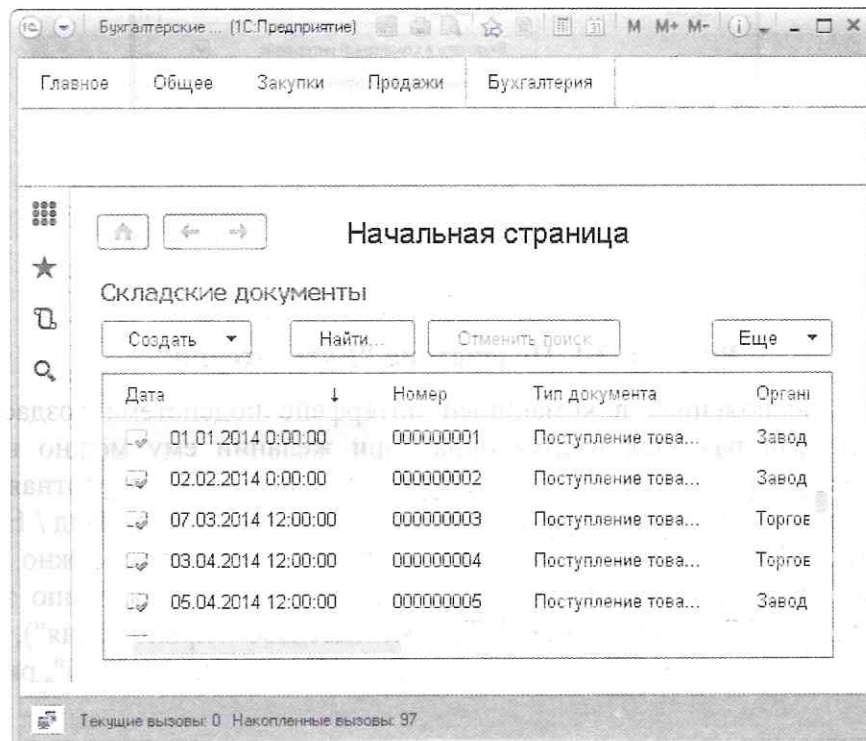 1С Бухгалтерские ... (1С:Предприятие) M M+ M-
Главное Общее Закупки Продажи Бухгалтерия
Начальная страница
Складские документы
Создать Найти... Отменить поиск Еще
Дата ↓ Номер Тип документа Органі
01.01.2014 0:00:00 000000001 Поступление това... Завод
02.02.2014 0:00:00 000000002 Поступление това... Завод
07.03.2014 12:00:00 000000003 Поступление това... Торгов
03.04.2014 12:00:00 000000004 Поступление това... Торгов
05.04.2014 12:00:00 000000005 Поступление това... Завод
Текущие вызовы: 0 Накопленные вызовы: 97